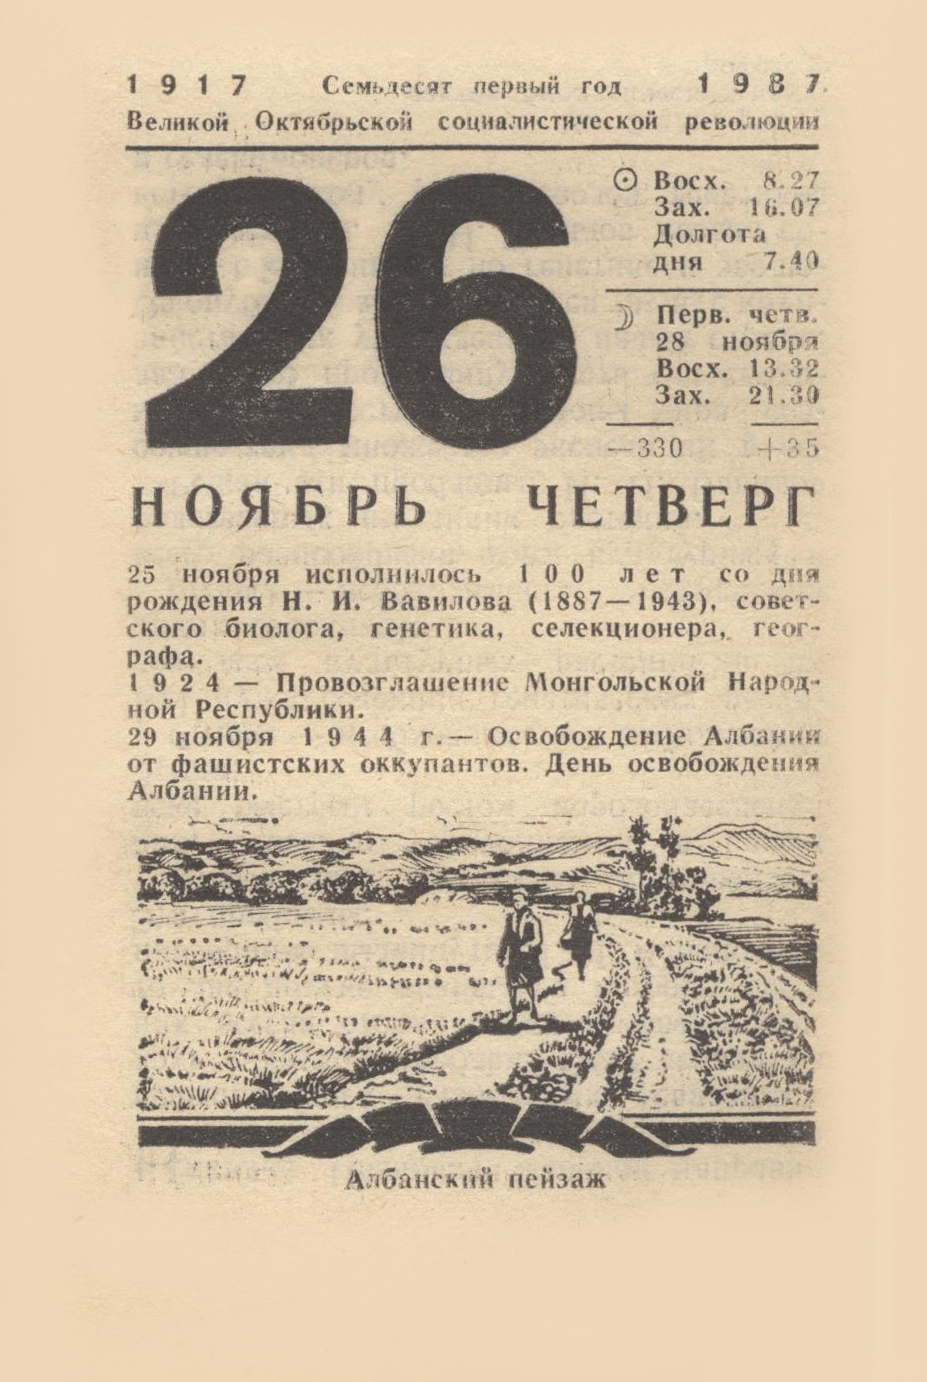 1917 Семьдесят первый год 1987
Великой Октябрьской социалистической революции
26
Восх. 8.27
Зах. 16.07
Долгота
дня 7.40
Перв. четв.
28 ноября
Восх. 13.32
Зах. 21.30
—330 +35
НОЯБРЬ ЧЕТВЕРГ
25 ноября исполнилось 100 лет со дня
рождения Н. И. Вавилова (1887—1943), совет-
ского биолога, генетика, селекционера, геог-
рафа.
1924 — Провозглашение Монгольской Народ-
ной Республики.
29 ноября 1944 г.— Освобождение Албании
от фашистских оккупантов. День освобождения
Албании.
Албанский пейзаж